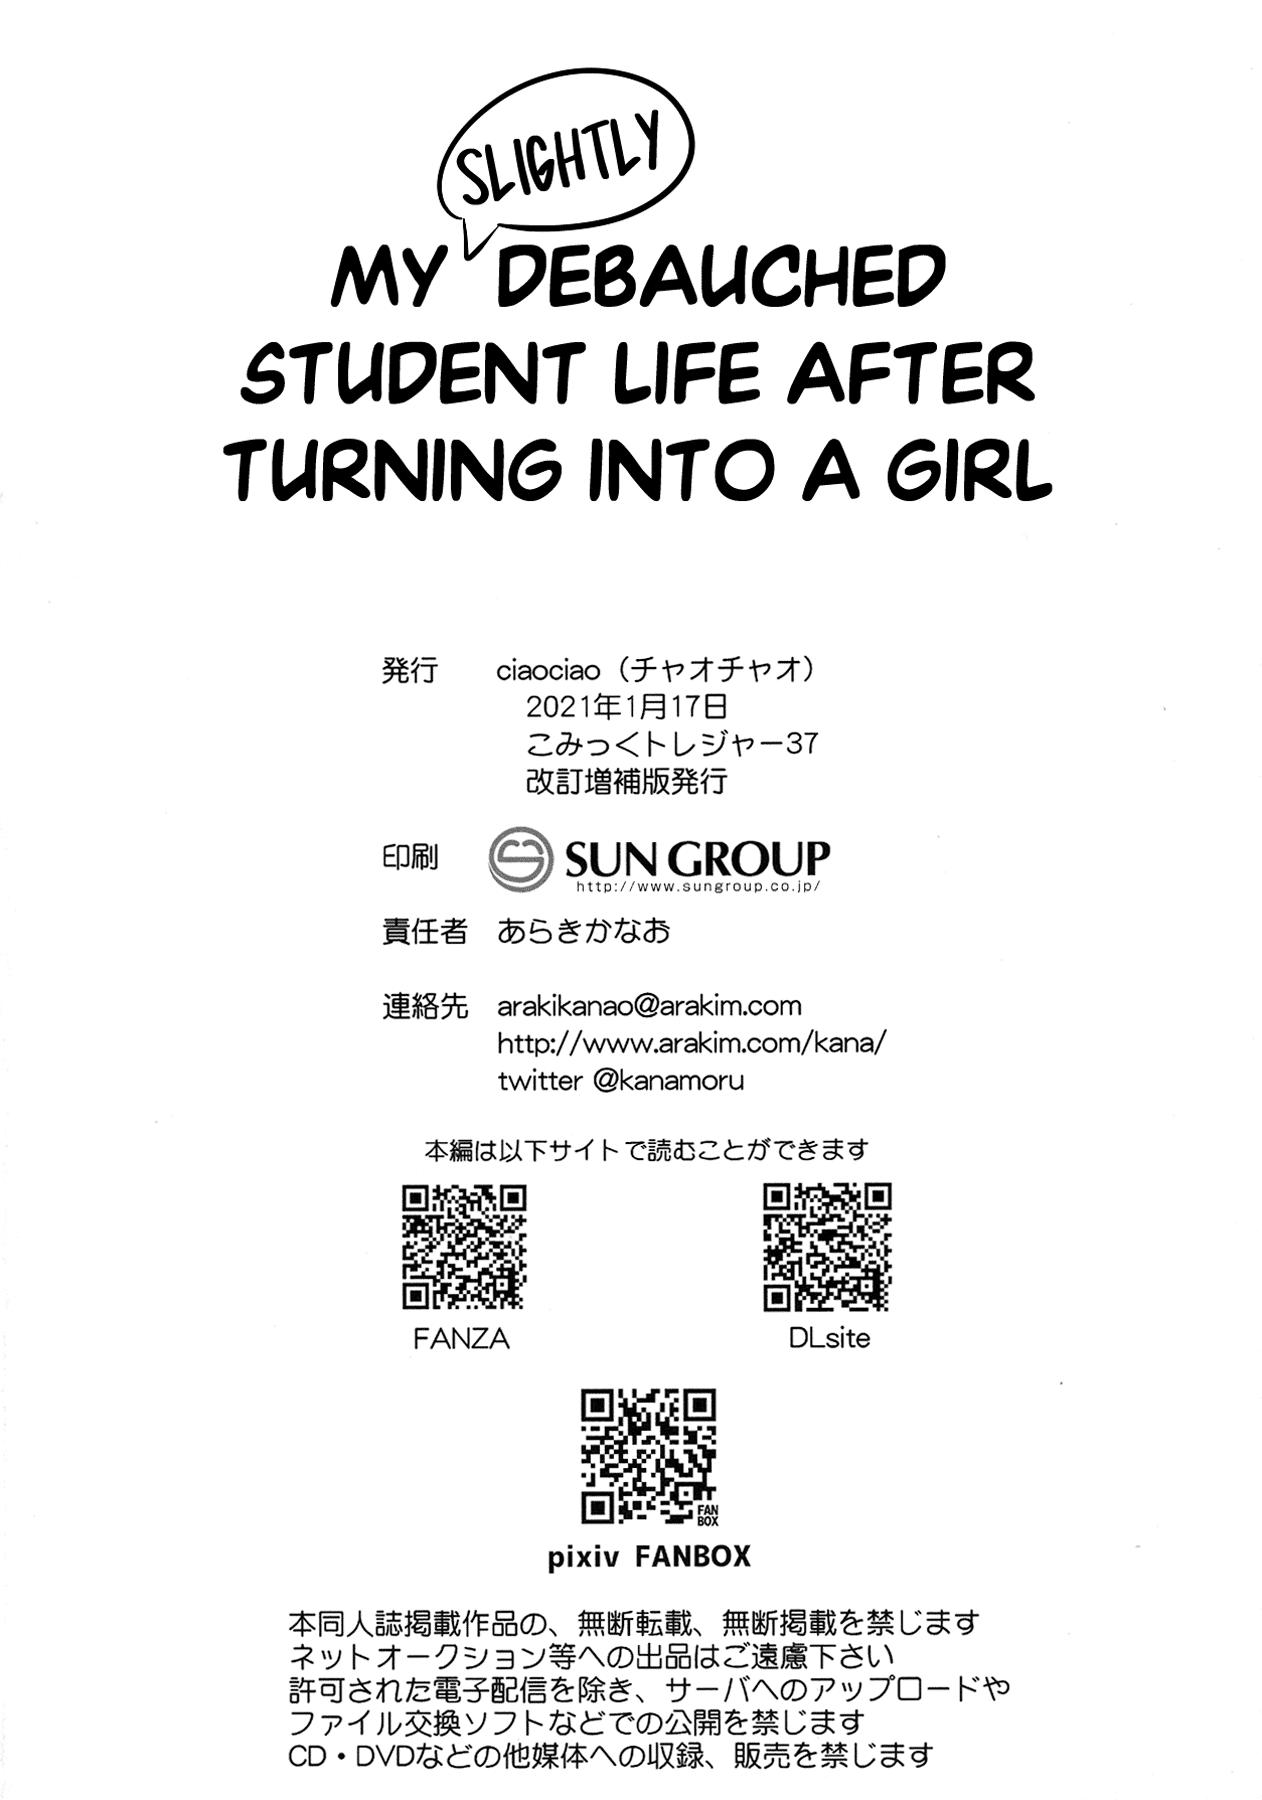 SLIGHTLY
MY DEBAUCHED
STUDENT LIFE AFTER
TURNING INTO A GIRL
発行 ciaociao（チャオチャオ）
2021年1月17日
こみっくトレジャー37
改訂増補版発行
印刷 SUN GROUP
http://www.sungroup.co.jp/
責任者 あらきかなお
連絡先 arakikanao@arakim.com
http://www.arakim.com/kana/
twitter @kanamoru
本編は以下サイトで読むことができます
FANZA DLsite
FAN
BOX
pixiv FANBOX
本同人誌掲載作品の、無断転載、無断掲載を禁じます
ネットオークション等への出品はご遠慮下さい
許可された電子配信を除き、サーバへのアップロードや
ファイル交換ソフトなどでの公開を禁じます
CD・DVDなどの他媒体への収録、販売を禁じます